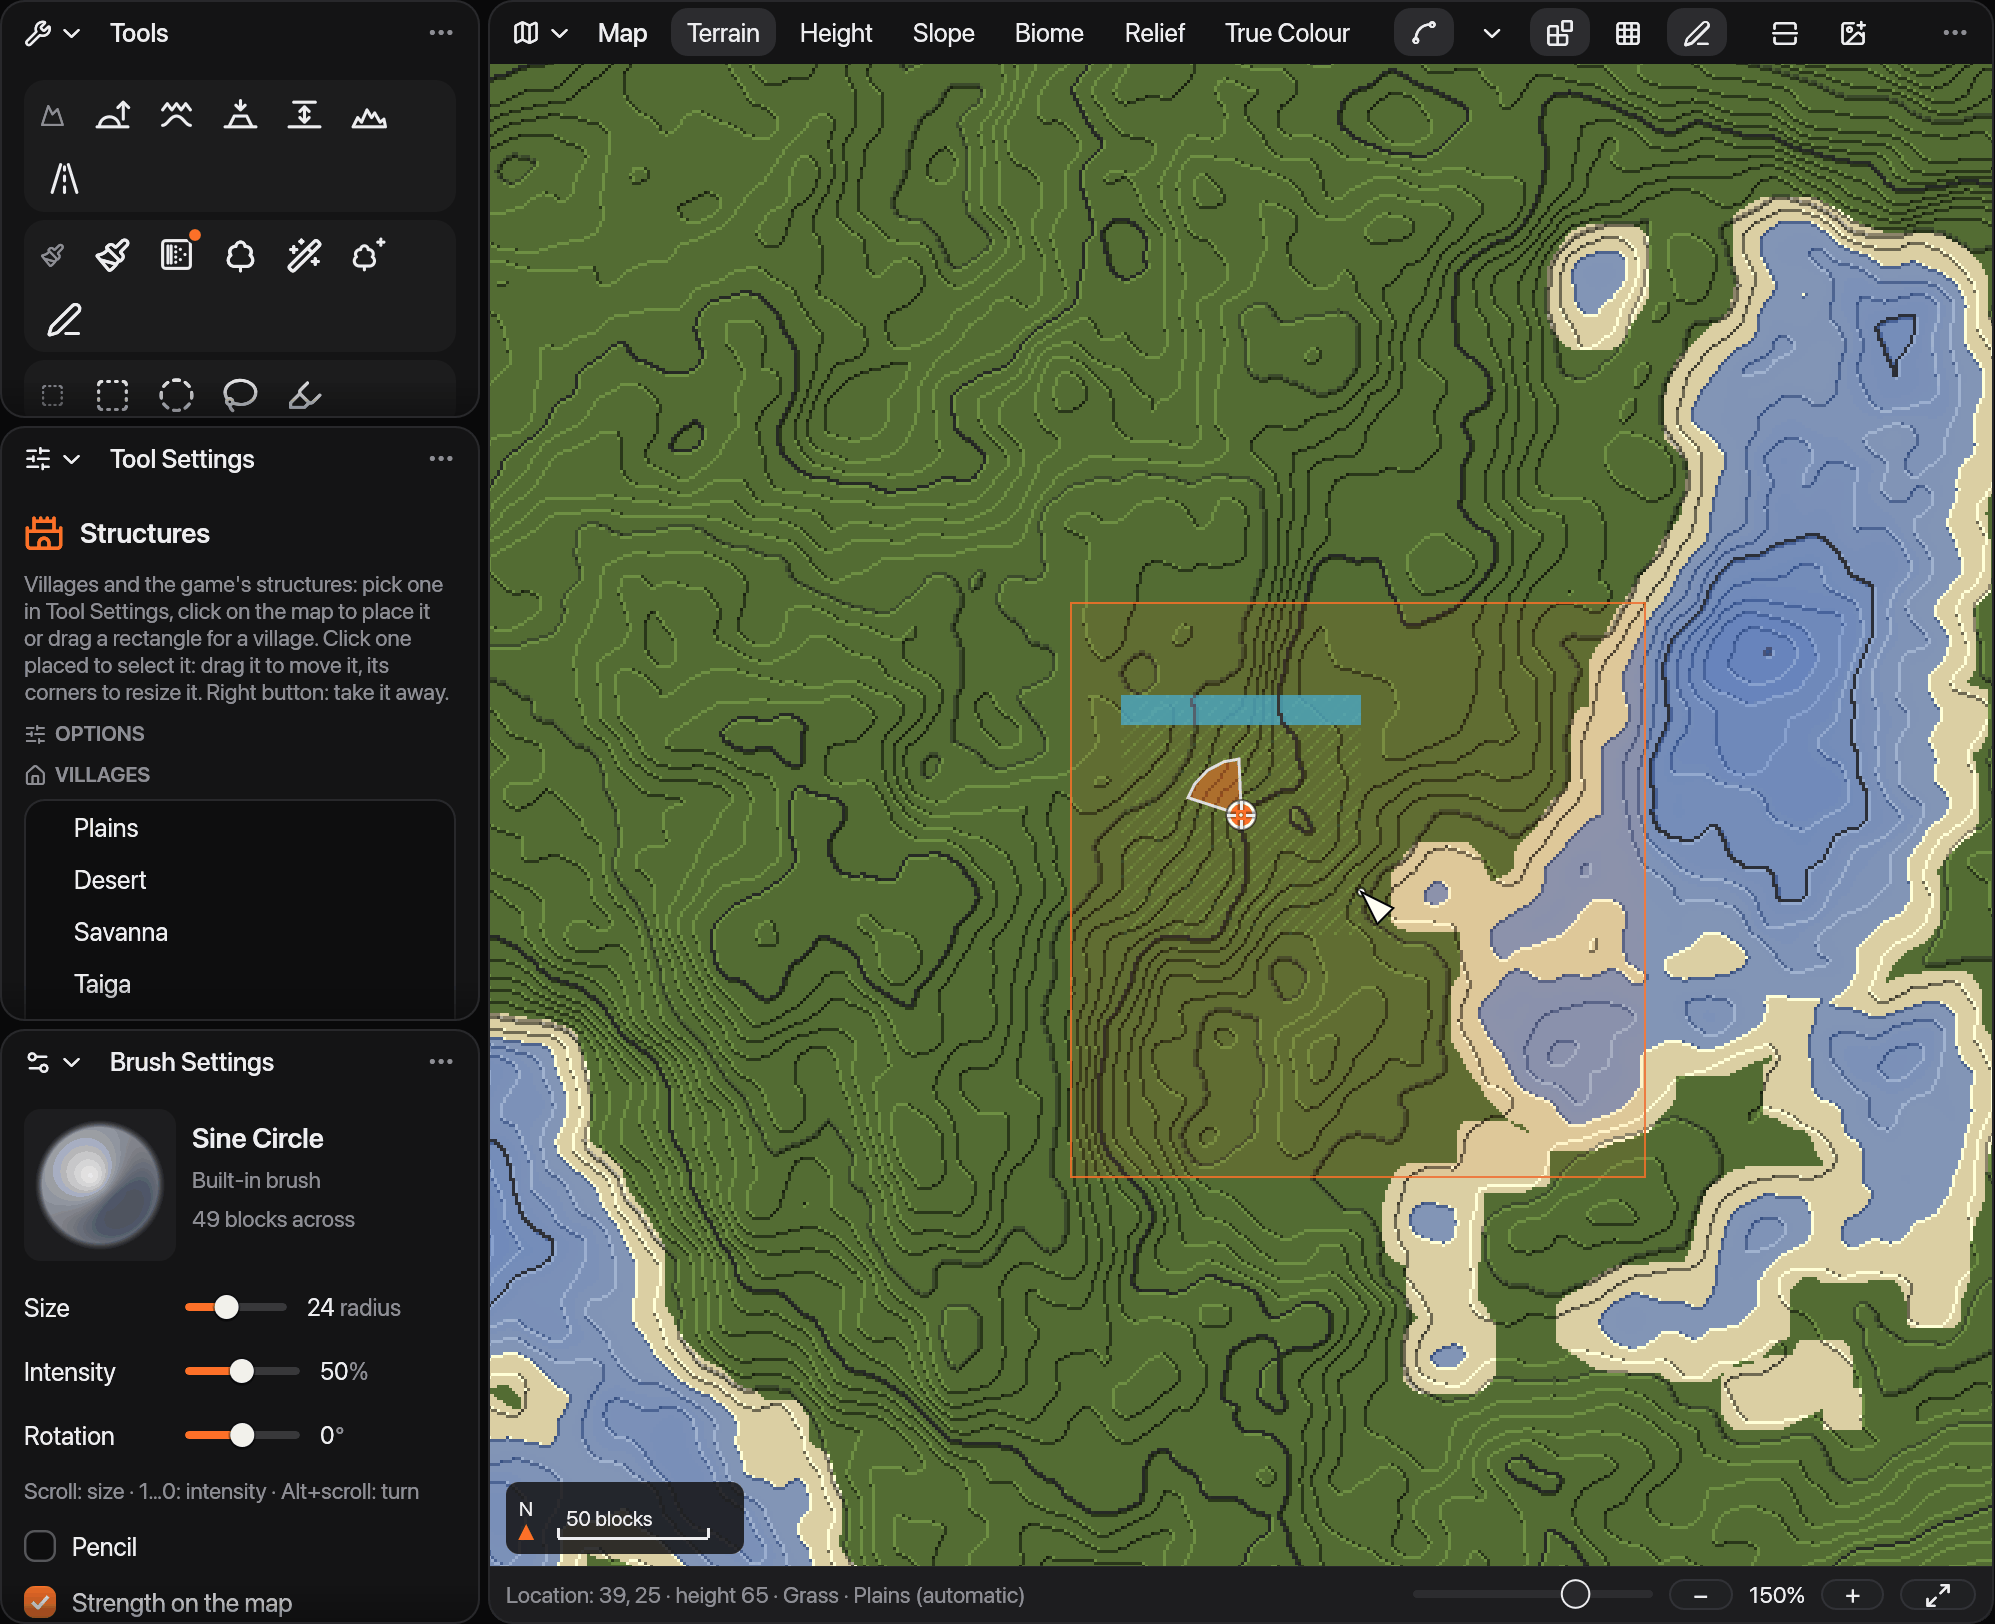 Tools
Map
Terrain
Height
Slope
Biome
Relief
True Colour
Tool Settings
Structures
Villages and the game's structures: pick one
in Tool Settings, click on the map to place it
or drag a rectangle for a village. Click one
placed to select it: drag it to move it, its
corners to resize it. Right button: take it away.
OPTIONS
VILLAGES
Plains
Desert
Savanna
Taiga
Brush Settings
Sine Circle
Built-in brush
49 blocks across
Size 24 radius
Intensity 50%
Rotation 0°
Scroll: size · 1...0: intensity · Alt+scroll: turn
Pencil
Strength on the map
N
50 blocks
Location: 39, 25 · height 65 · Grass · Plains (automatic)
150%